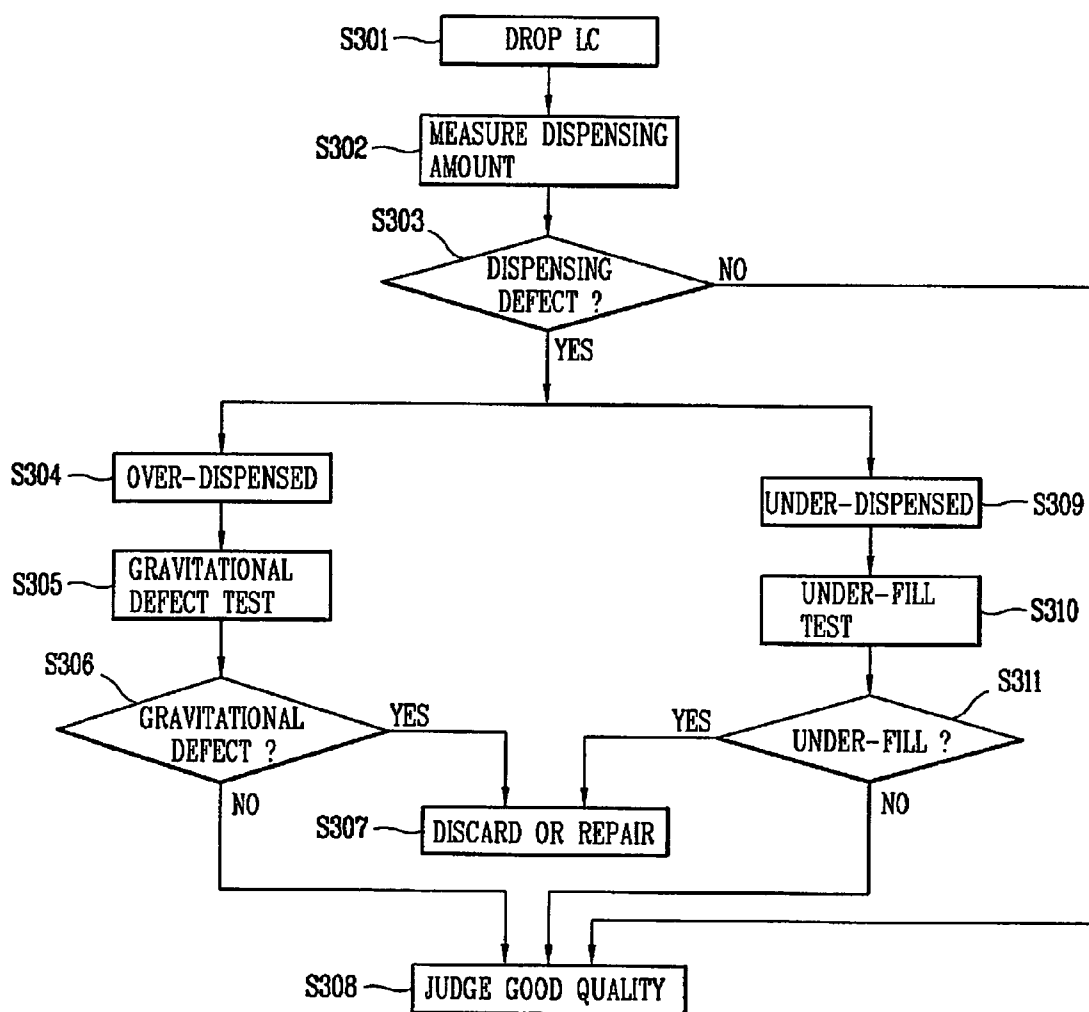 S301
DROP LC
S302
MEASURE DISPENSING
AMOUNT
S303
DISPENSING
DEFECT ?
NO
YES
S304
OVER-DISPENSED
UNDER-DISPENSED
S309
S305
GRAVITATIONAL
DEFECT TEST
UNDER-FILL
TEST
S310
S306
GRAVITATIONAL
DEFECT ?
YES
NO
S311
UNDER-FILL ?
YES
NO
S307
DISCARD OR REPAIR
S308
JUDGE GOOD QUALITY